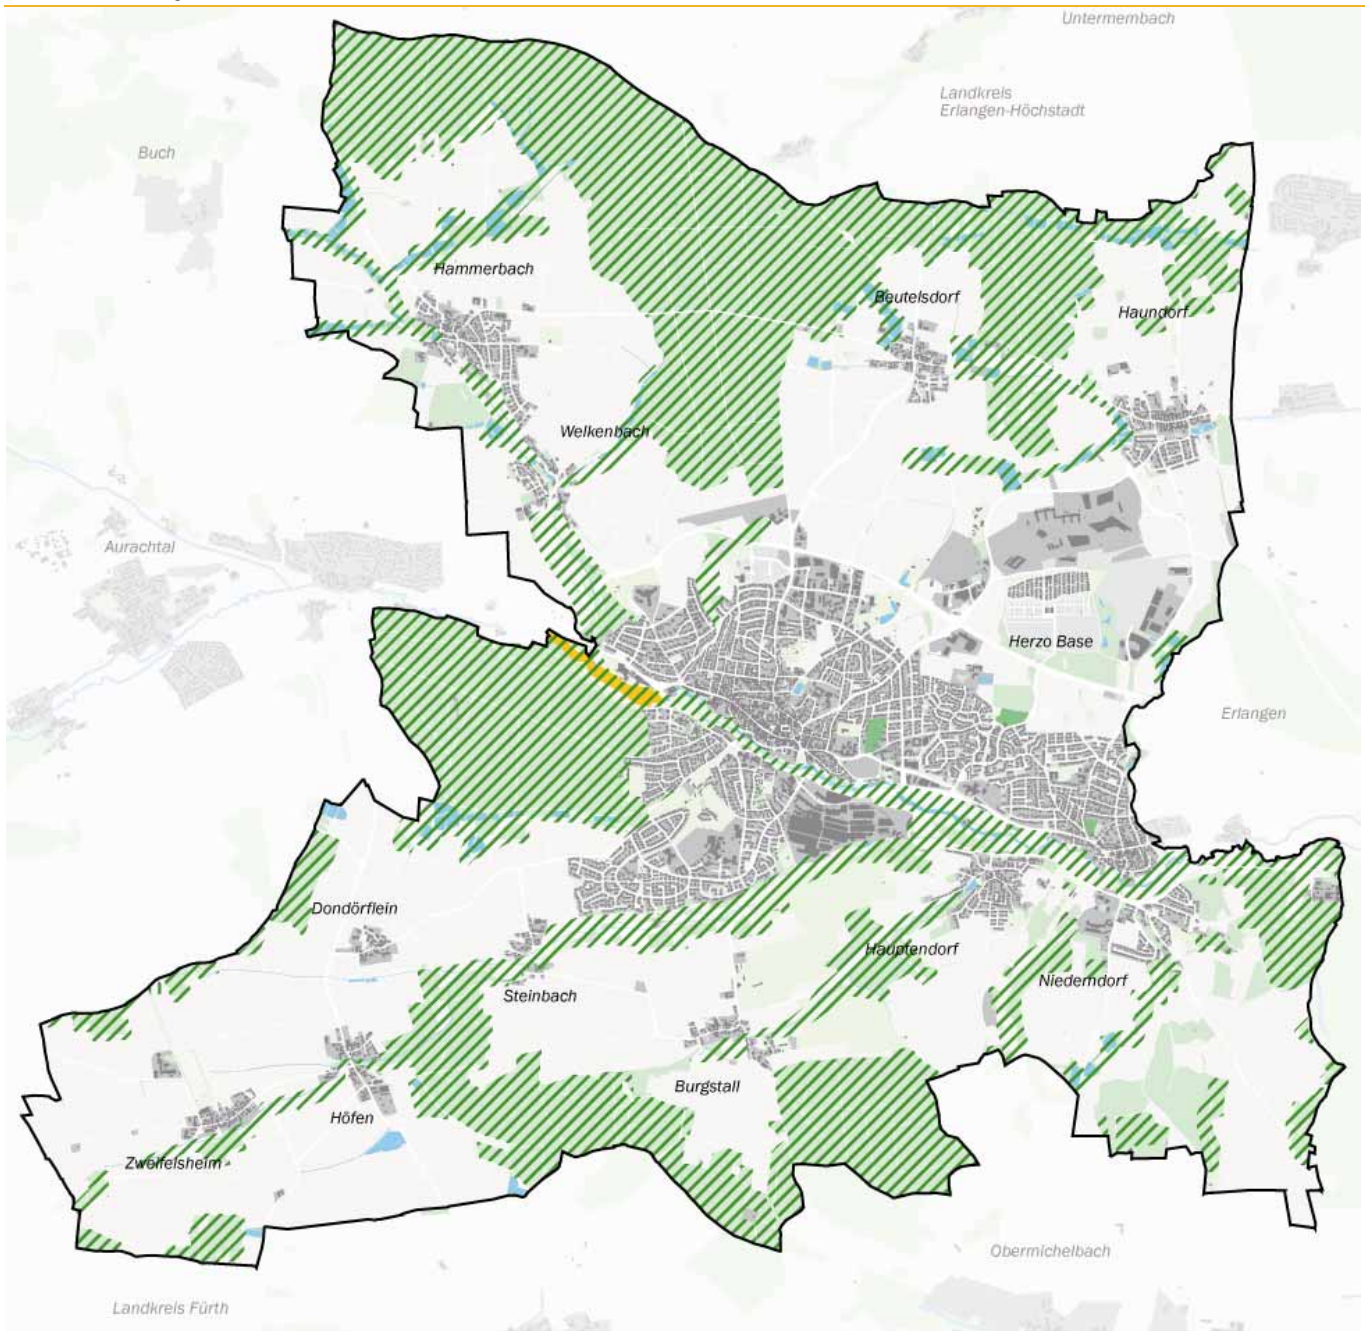 Untermembach
Landkreis
Erlangen-Höchstadt
Buch
Hammerbach
Beutelsdorf
Haundorf
Welkenbach
Aurachtal
Herzo Base
Erlangen
Dondörflein
Hauptendorf
Steinbach
Niederndorf
Burgstall
Höfen
Zweifelsheim
Obermichelbach
Landkreis Fürth